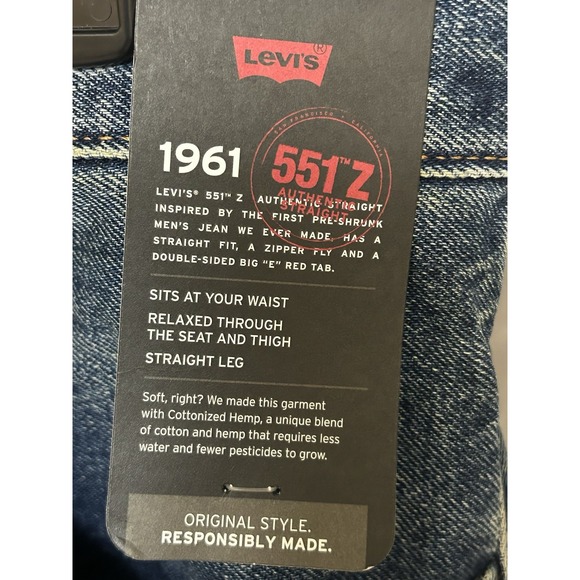 LEVI'S®
SAN FRANCISCO • CALIFORNIA
1961
551™Z
AUTHENTIC
STRAIGHT
LEVI'S® 551™ Z AUTHENTIC STRAIGHT
INSPIRED BY THE FIRST PRE-SHRUNK
MEN'S JEAN WE EVER MADE, HAS A
STRAIGHT FIT, A ZIPPER FLY AND A
DOUBLE-SIDED BIG "E" RED TAB.
SITS AT YOUR WAIST
RELAXED THROUGH
THE SEAT AND THIGH
STRAIGHT LEG
Soft, right? We made this garment
with Cottonized Hemp, a unique blend
of cotton and hemp that requires less
water and fewer pesticides to grow.
ORIGINAL STYLE.
RESPONSIBLY MADE.